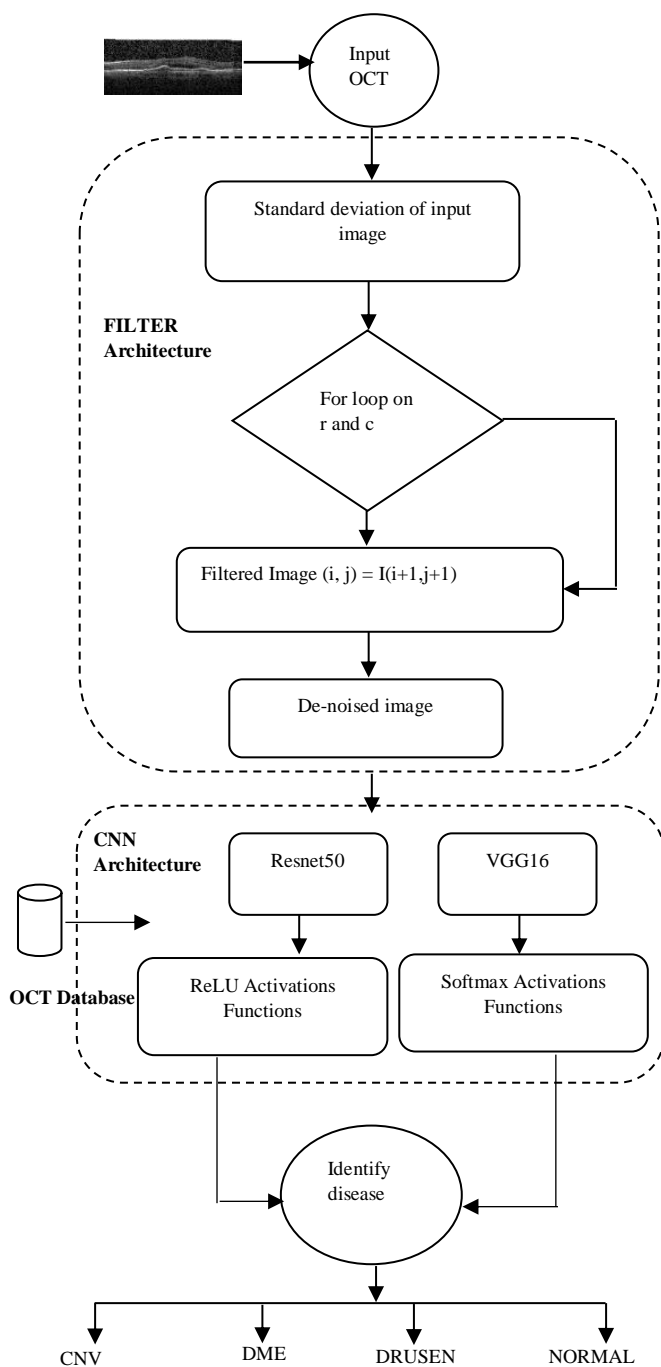 Input
OCT
Standard deviation of input
image
FILTER
Architecture
For loop on
r and c
Filtered Image (i, j) = I(i+1,j+1)
De-noised image
CNN
Architecture
Resnet50
VGG16
OCT Database
ReLU Activations
Functions
Softmax Activations
Functions
Identify
disease
CNV
DME
DRUSEN
NORMAL